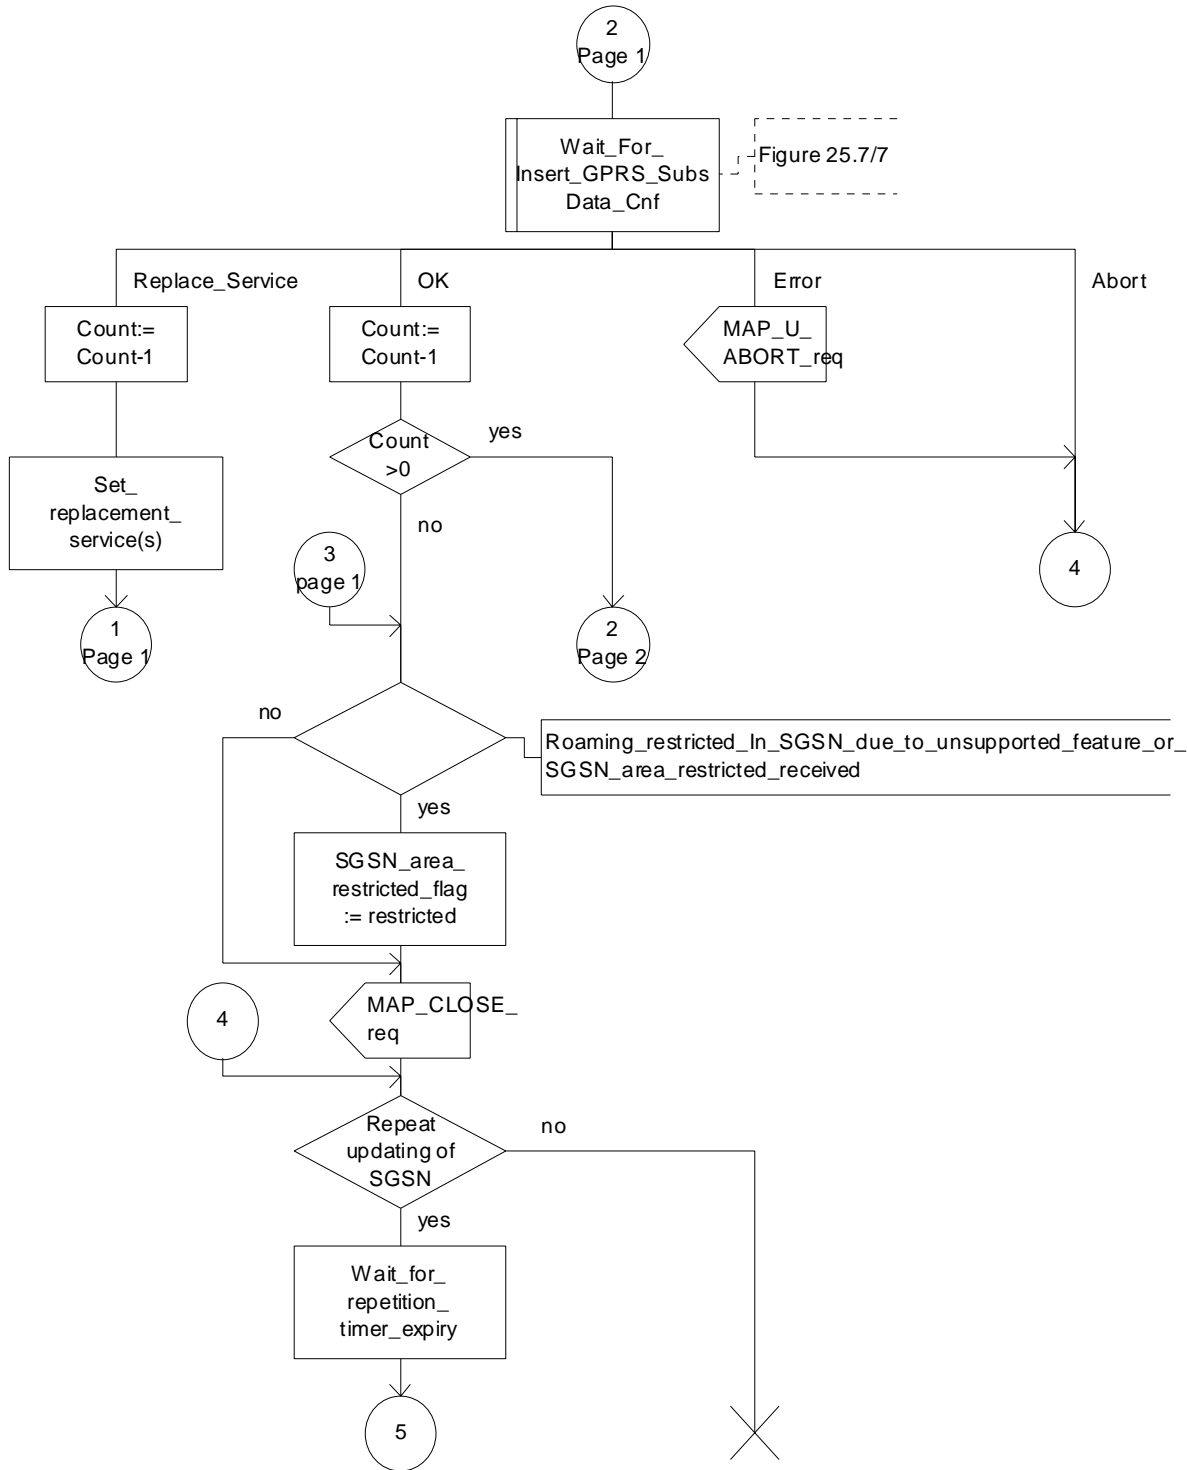 2
Page 1
Wait_For_
Insert_GPRS_Subs
Data_Cnf
Figure 25.7/7
Replace_Service
OK
Error
Abort
Count:=
Count-1
Count:=
Count-1
MAP_U_
ABORT_req
Count
>0
yes
no
Set_
replacement_
service(s)
3
page 1
4
1
Page 1
2
Page 2
no
Roaming_restricted_In_SGSN_due_to_unsupported_feature_or_
SGSN_area_restricted_received
yes
SGSN_area_
restricted_flag
:= restricted
4
MAP_CLOSE_
req
Repeat
updating of
SGSN
no
yes
Wait_for_
repetition_
timer_expiry
5